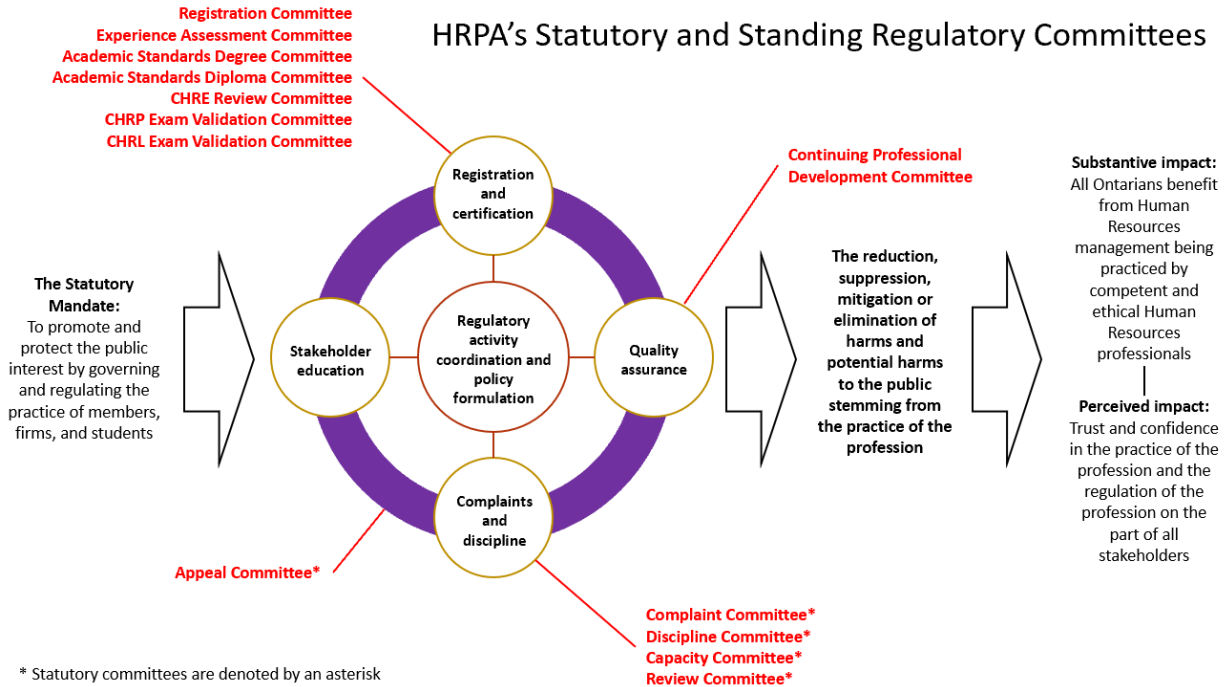 HRPA's Statutory and Standing Regulatory Committees
Registration Committee
Experience Assessment Committee
Academic Standards Degree Committee
Academic Standards Diploma Committee
CHRE Review Committee
CHRP Exam Validation Committee
CHRL Exam Validation Committee
The Statutory
Mandate:
To promote and
protect the public
interest by governing
and regulating the
practice of members,
firms, and students
Registration
and
certification
Stakeholder
education
Regulatory
activity
coordination and
policy
formulation
Quality
assurance
Complaints
and
discipline
Continuing Professional
Development Committee
Appeal Committee*
Complaint Committee*
Discipline Committee*
Capacity Committee*
Review Committee*
The reduction,
suppression,
mitigation or
elimination of
harms and
potential harms
to the public
stemming from
the practice of the
profession
Substantive impact:
All Ontarians benefit
from Human
Resources
management being
practiced by
competent and
ethical Human
Resources
professionals
Perceived impact:
Trust and confidence
in the practice of the
profession and the
regulation of the
profession on the
part of all
stakeholders
* Statutory committees are denoted by an asterisk